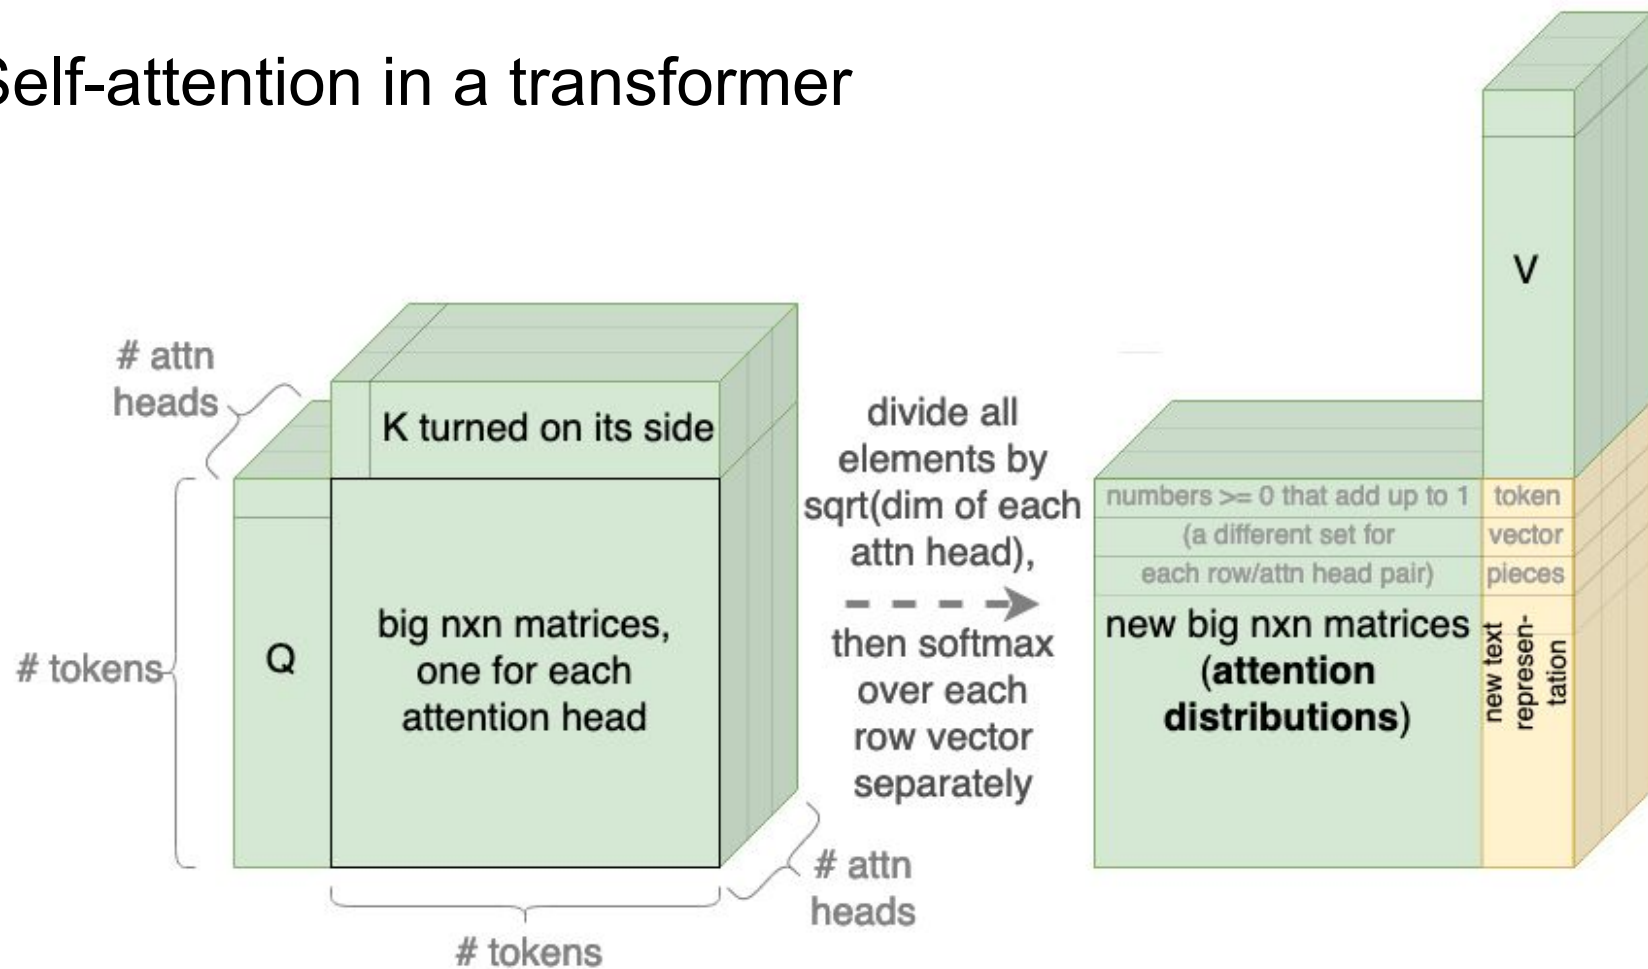 Self-attention in a transformer
# attn
heads
K turned on its side
# tokens
Q
big nxn matrices,
one for each
attention head
# tokens
# attn
heads
divide all
elements by
sqrt(dim of each
attn head),
then softmax
over each
row vector
separately
V
numbers >= 0 that add up to 1
(a different set for
each row/attn head pair)
new big nxn matrices
(attention
distributions)
token
vector
pieces
new text
represen-
tation